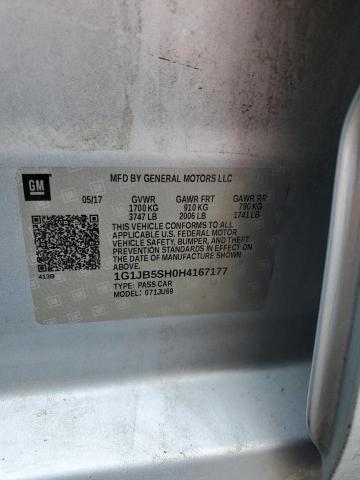 GM
MFD BY GENERAL MOTORS LLC
05/17 GVWR GAWR FRT GAWR RR
1700 KG 910 KG 790 KG
3747 LB 2006 LB 1741 LB
THIS VEHICLE CONFORMS TO ALL
APPLICABLE U.S. FEDERAL MOTOR
VEHICLE SAFETY, BUMPER, AND
THEFT PREVENTION STANDARDS
IN EFFECT ON THE DATE OF
MANUFACTURE SHOWN ABOVE.
413B
1G1JB5SH0H4167177
TYPE: PASS CAR
MODEL: 071JU69